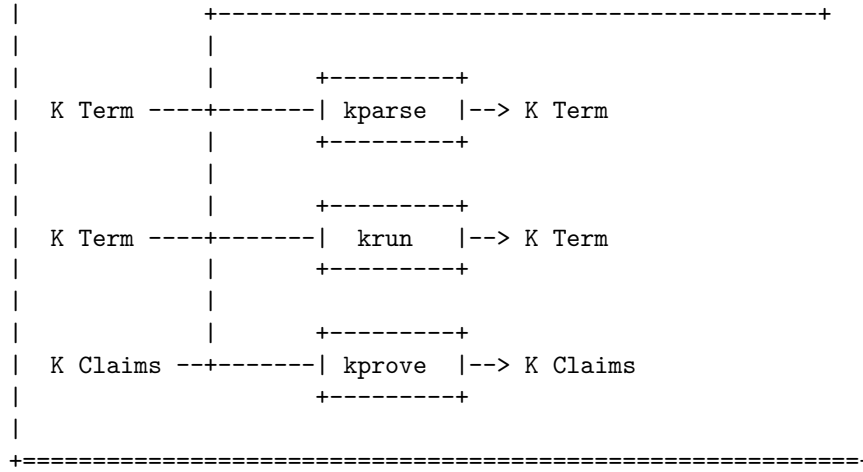 K Term ----+-------| kparse |--> K Term
K Term ----+-------| krun |--> K Term
K Claims --+-------| kprove |--> K Claims